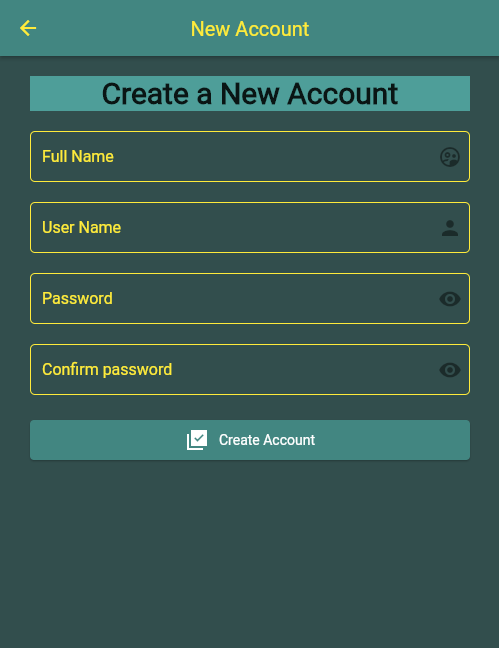 New Account
Create a New Account
Full Name
User Name
Password
Confirm password
Create Account